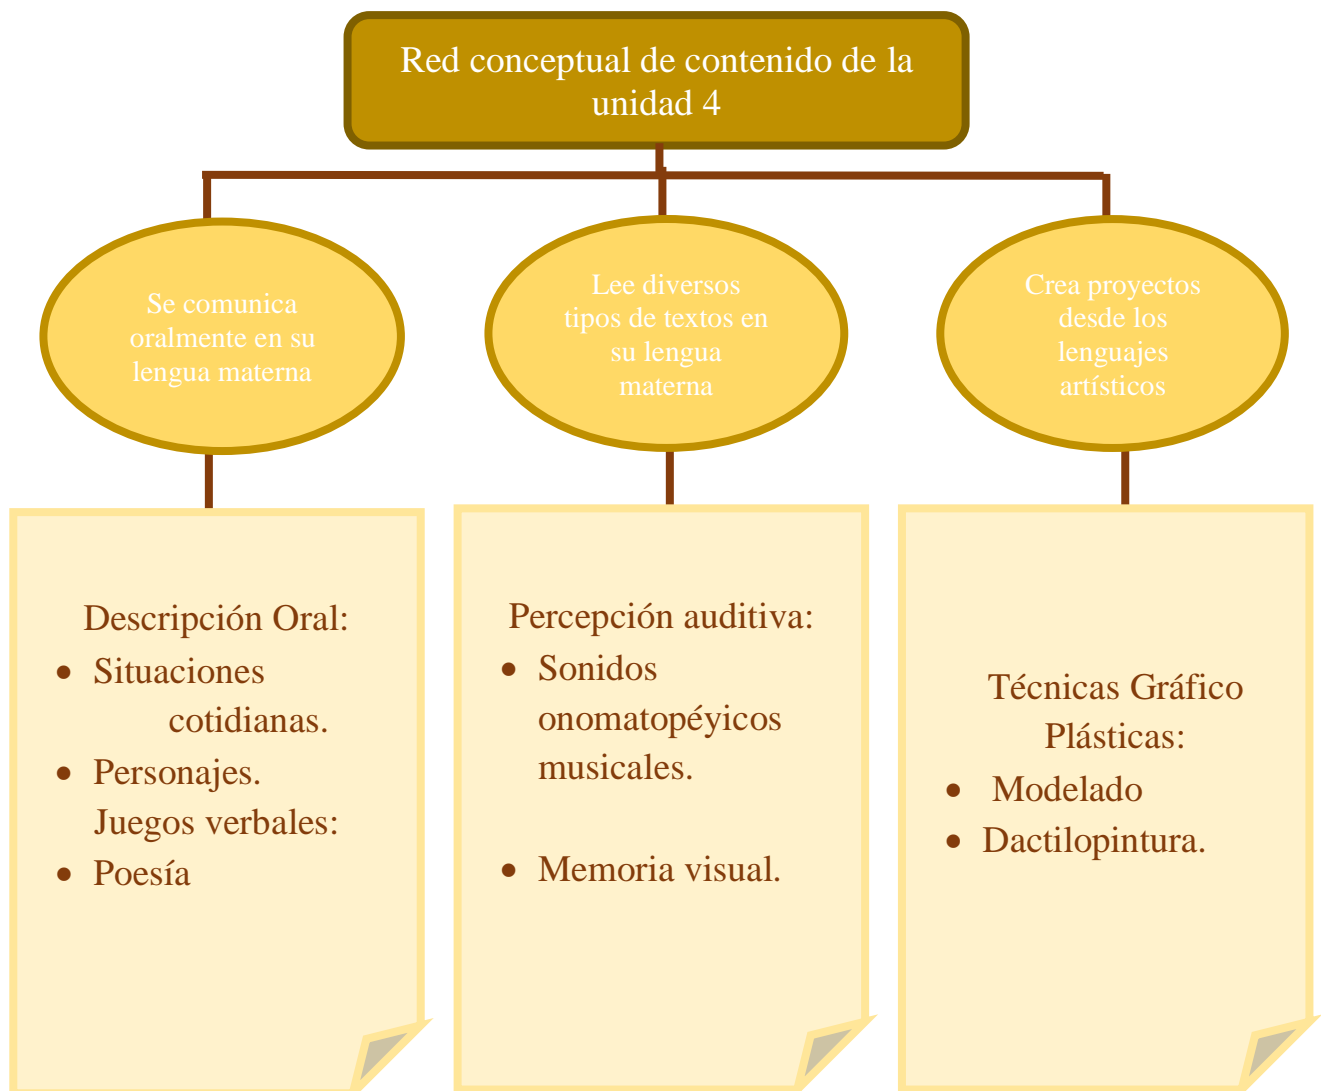 Red conceptual de contenido de la
unidad 4
Se comunica
oralmente en su
lengua materna
Lee diversos
tipos de textos en
su lengua
materna
Crea proyectos
desde los
lenguajes
artísticos
Descripción Oral:
• Situaciones
cotidianas.
• Personajes.
Juegos verbales:
• Poesía
Percepción auditiva:
• Sonidos
onomatopéyicos
musicales.
• Memoria visual.
Técnicas Gráfico
Plásticas:
• Modelado
• Dactilopintura.